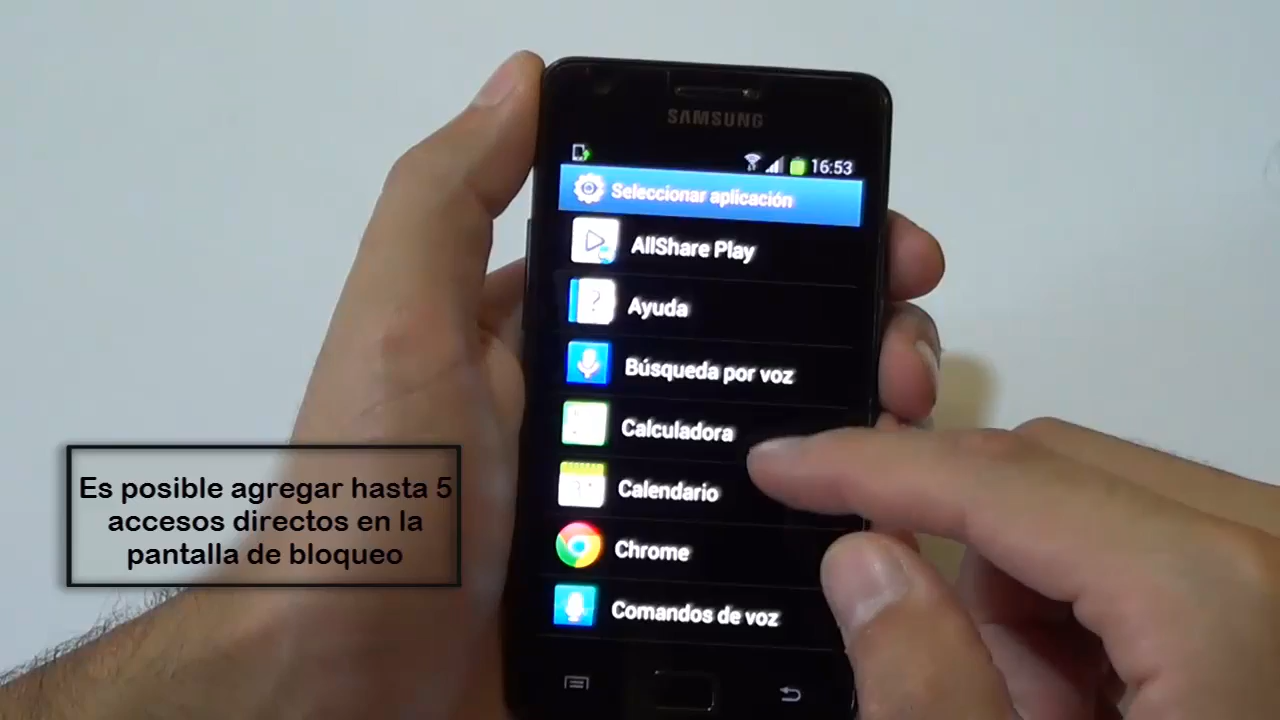 SAMSUNG
16:53
Seleccionar aplicación
AllShare Play
Ayuda
Búsqueda por voz
Calculadora
Calendario
Chrome
Comandos de voz
Es posible agregar hasta 5
accesos directos en la
pantalla de bloqueo